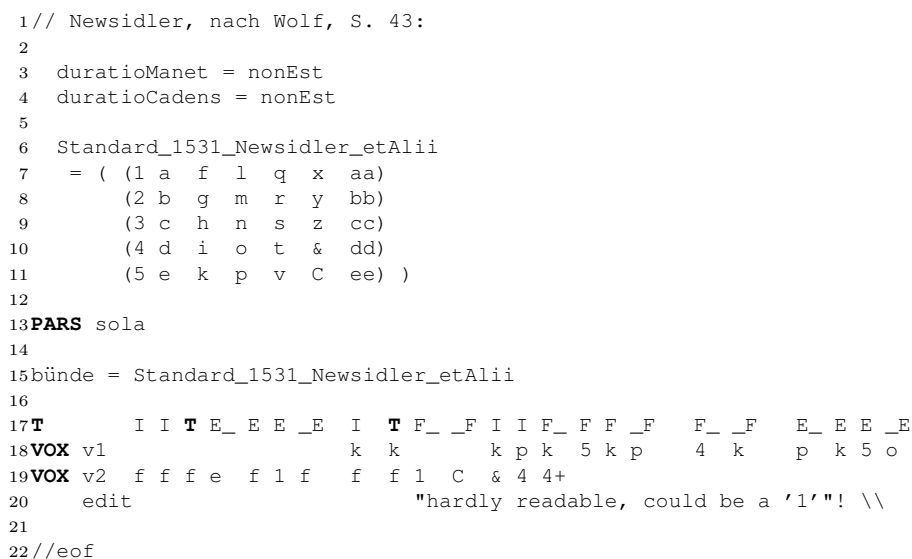 1// Newsidler, nach Wolf, S. 43:
2
3  duratioManet = nonEst
4  duratioCadens = nonEst
5
6  Standard_1531_Newsidler_etAlii
7   = ( (1 a  f  l  q  x  aa)
8       (2 b  g  m  r  y  bb)
9       (3 c  h  n  s  z  cc)
10       (4 d  i  o  t  &  dd)
11       (5 e  k  p  v  C  ee) )
12
13PARS sola
14
15bünde = Standard_1531_Newsidler_etAlii
16
17T      I I T E_ E E _E  I  T F_ _F I I F_ F F _F  F_ _F  E_ E E _E
18VOX v1                 k  k      k p k  5 k p   4  k   p  k 5 o
19VOX v2  f f f e  f 1 f  f  f 1  C  & 4 4+
20    edit                    "hardly readable, could be a '1'"! \\
21
22//eof